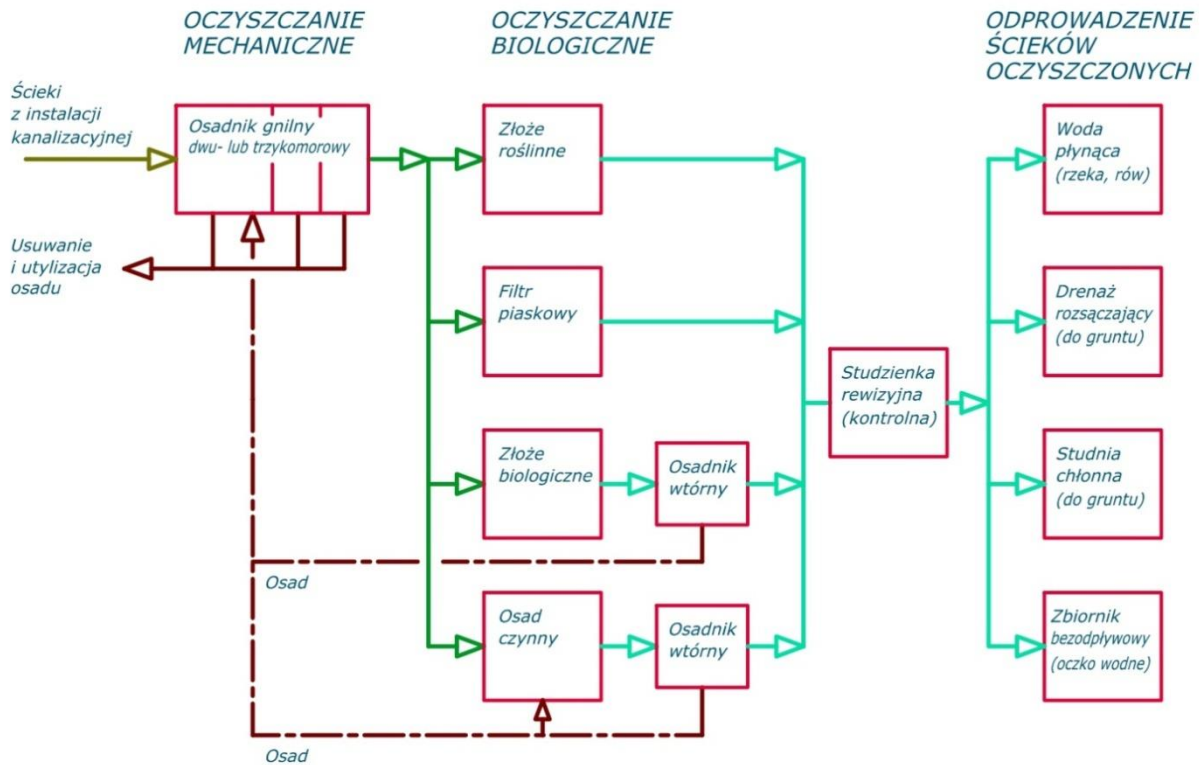 OCZYSZCZANIE
MECHANICZNE
OCZYSZCZANIE
BIOLOGICZNE
ODPROWADZENIE
ŚCIEKÓW
OCZYSZCZONYCH
Ścieki
z instalacji
kanalizacyjnej
Osadnik gnilny
dwu- lub trzykomorowy
Usuwanie
i utylizacja
osadu
Złoże
roślinne
Filtr
piaskowy
Złoże
biologiczne
Osadnik
wtórny
Osad
Osad
czynny
Osadnik
wtórny
Osad
Studzienka
rewizyjna
(kontrolna)
Woda
płynąca
(rzeka, rów)
Drenaż
rozsączający
(do gruntu)
Studnia
chłonna
(do gruntu)
Zbiornik
bezodpływowy
(oczko wodne)